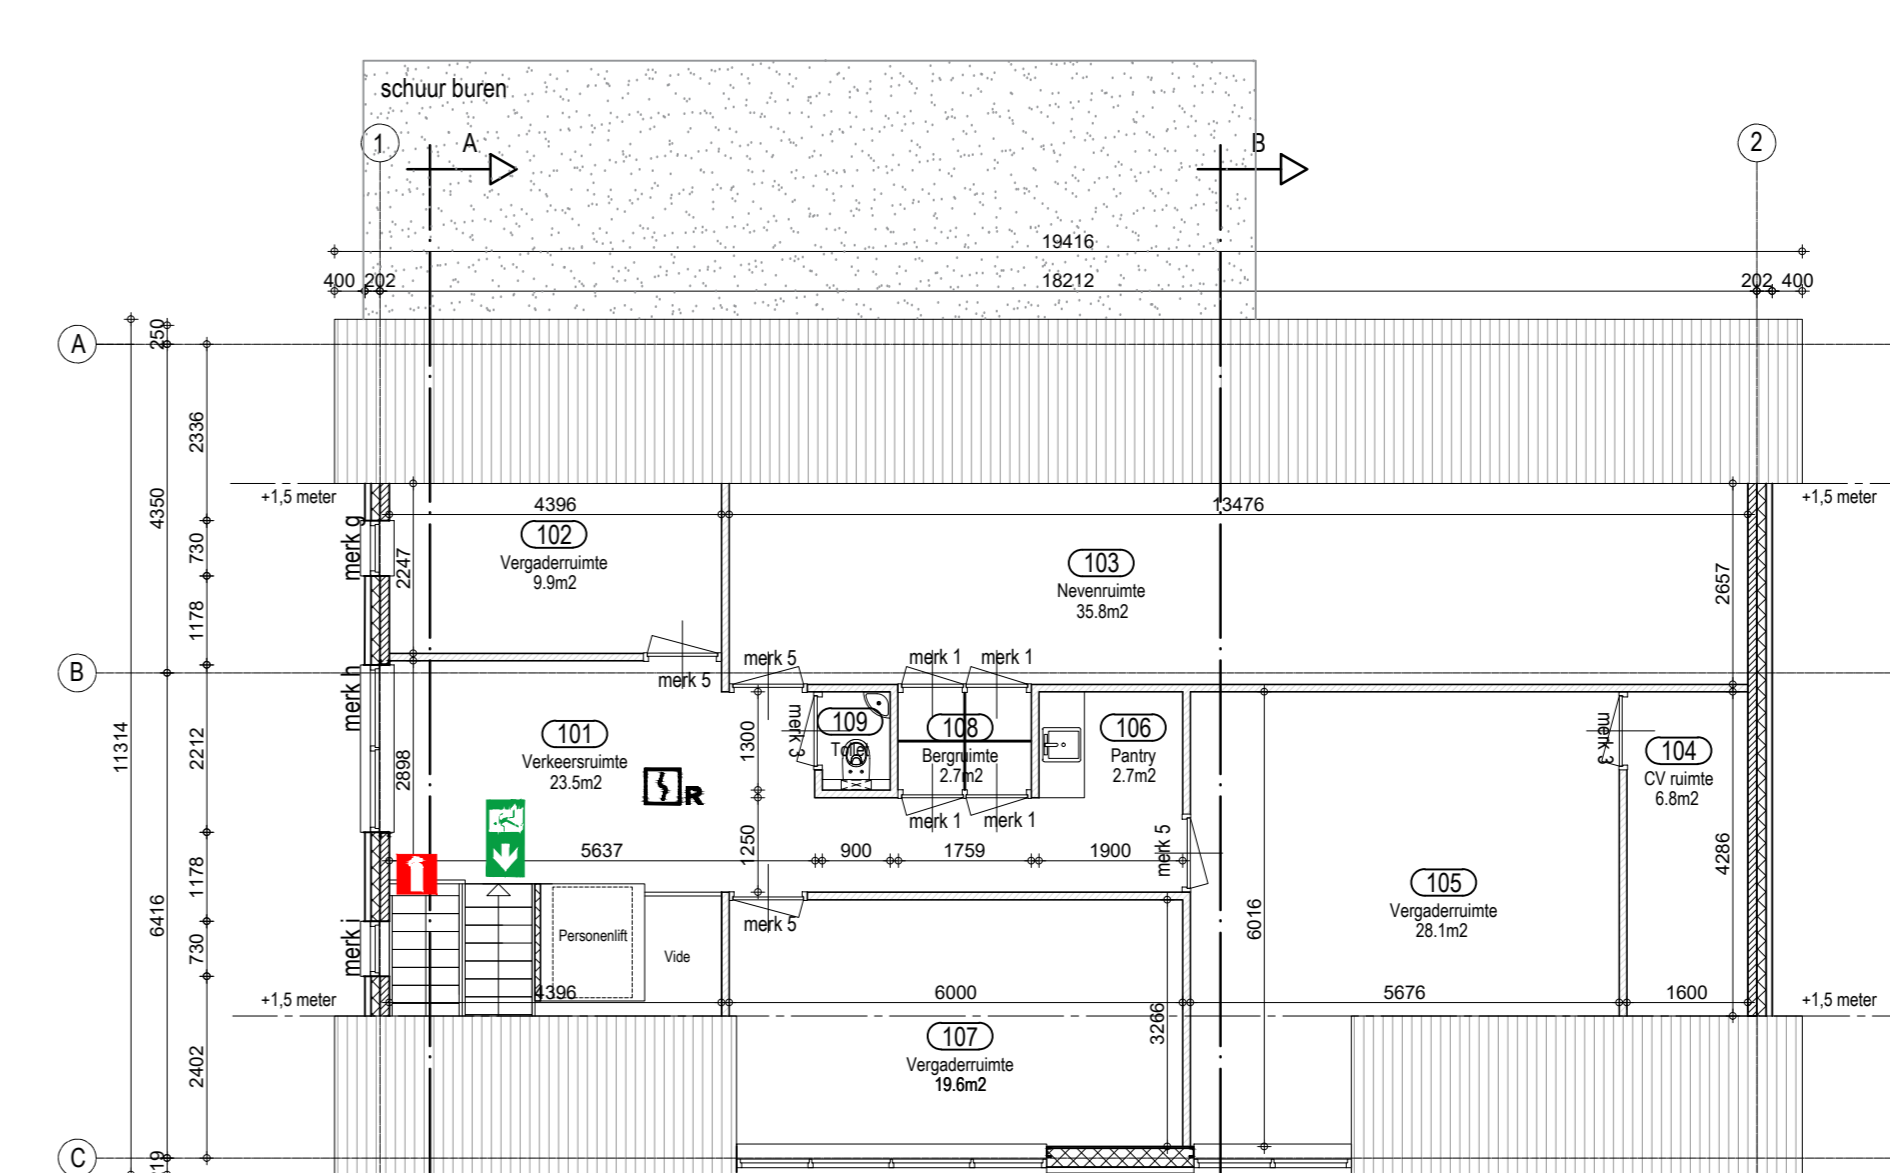 schuur buren
1
A
B
2
19416
400
202
18212
202
400
A
250
2336
+1,5 meter
+1,5 meter
4350
730
1178
merk g
4396
102
Vergaderruimte
9.9m2
2247
13476
103
Nevenruimte
35.8m2
2657
B
merk 5
merk 5
merk 1
merk 1
merk h
11314
2212
2898
101
Verkeersruimte
23.5m2
R
1300
merk 3
109
Toilet
108
Bergruimte
2.7m2
106
Pantry
2.7m2
merk 3
104
CV ruimte
6.8m2
merk 1
merk 1
5637
1250
900
1759
1900
merk 5
4286
1178
6416
730
merk i
Personenlift
Vide
merk 5
105
Vergaderruimte
28.1m2
6016
+1,5 meter
4396
6000
5676
1600
+1,5 meter
2402
107
Vergaderruimte
19.6m2
3266
C